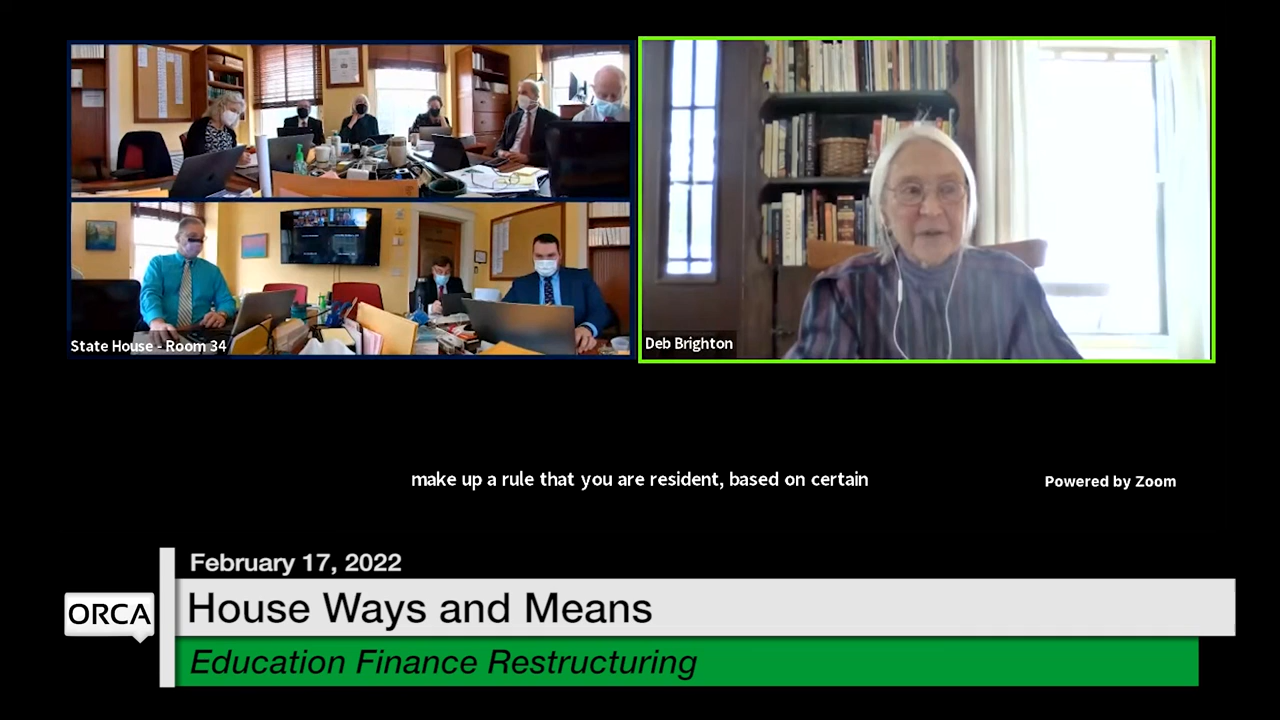 State House - Room 34
Deb Brighton
make up a rule that you are resident, based on certain
Powered by Zoom
February 17, 2022
ORCA
House Ways and Means
Education Finance Restructuring